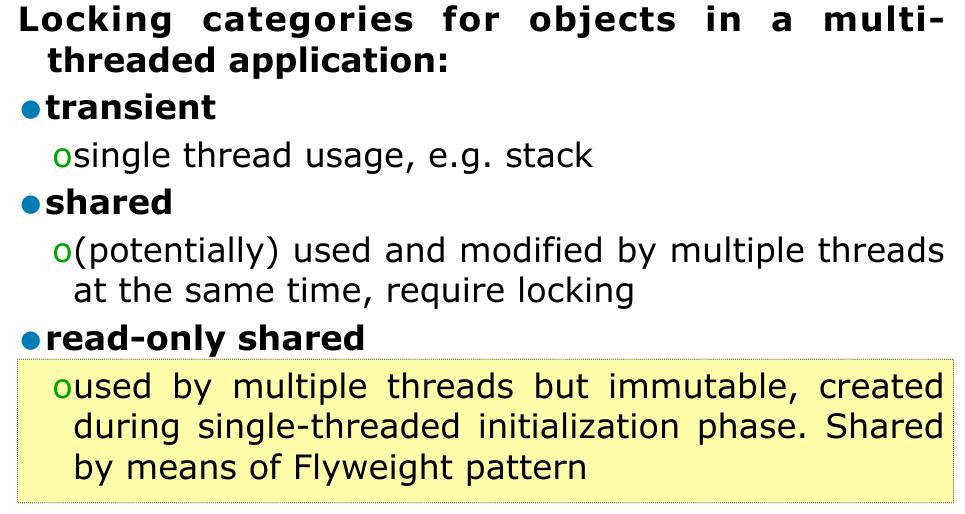 Locking categories for objects in a multi-
threaded application:
●transient
osingle thread usage, e.g. stack
●shared
o(potentially) used and modified by multiple threads
at the same time, require locking
●read-only shared
oused by multiple threads but immutable, created
during single-threaded initialization phase. Shared
by means of Flyweight pattern